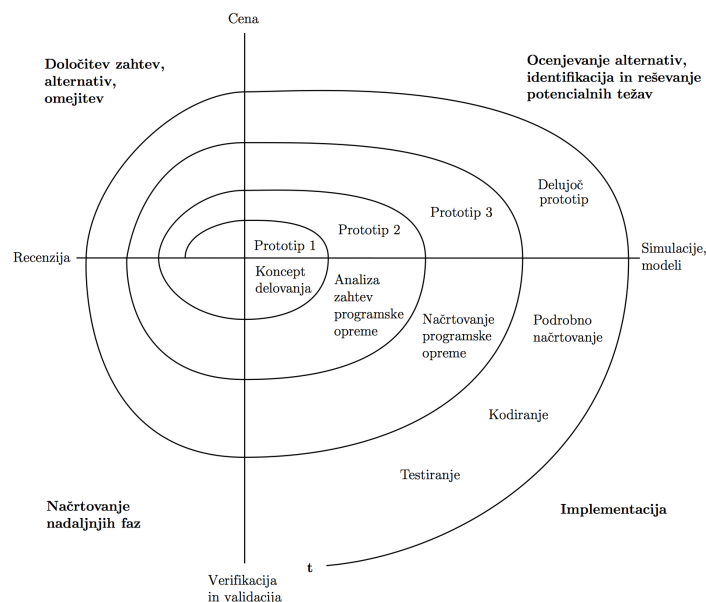 Cena
Določitev zahtev,
alternativ,
omejitev
Ocenjevanje alternativ,
identifikacija in reševanje
potencialnih težav
Delujoč
prototip
Prototip 3
Prototip 2
Prototip 1
Recenzija
Simulacije,
modeli
Koncept
delovanja
Analiza
zahtev
programske
opreme
Načrtovanje
programske
opreme
Podrobno
načrtovanje
Kodiranje
Testiranje
Načrtovanje
nadaljnjih faz
Implementacija
t
Verifikacija
in validacija